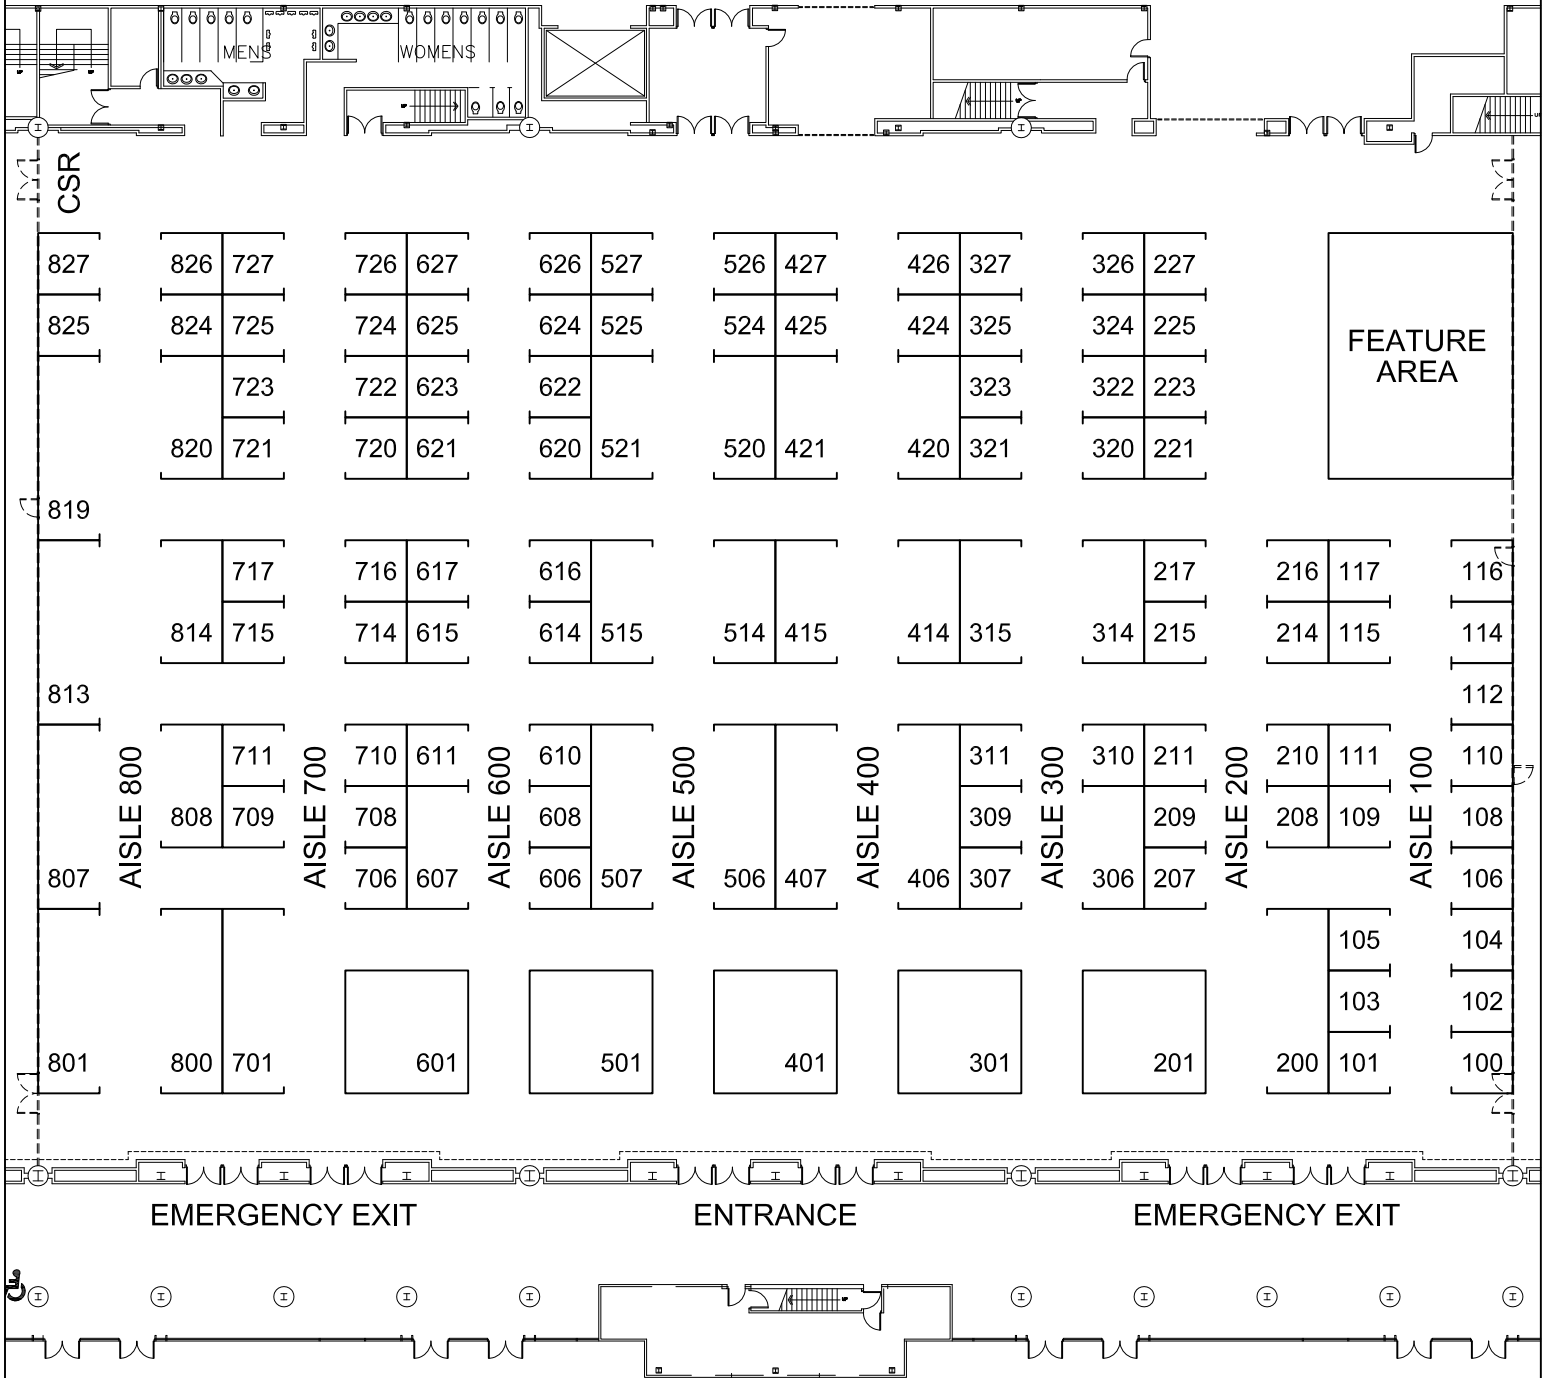 MENS
WOMENS
CSR
827 826 727 726 627 626 527 526 427 426 327 326 227
825 824 725 724 625 624 525 524 425 424 325 324 225
FEATURE
AREA
723 722 623 622 323 322 223
820 721 720 621 620 521 520 421 420 321 320 221
819
717 716 617 616 217 216 117 116
814 715 714 615 614 515 514 415 414 315 314 215 214 115 114
813 112
711 710 611 610 311 310 211 210 111 110
AISLE 800
AISLE 700
AISLE 600
AISLE 500
AISLE 400
AISLE 300
AISLE 200
AISLE 100
808 709 708 608 309 209 208 109 108
807 706 607 606 507 506 407 406 307 306 207 106
105 104
103 102
801 800 701 601 501 401 301 201 200 101 100
EMERGENCY EXIT ENTRANCE EMERGENCY EXIT